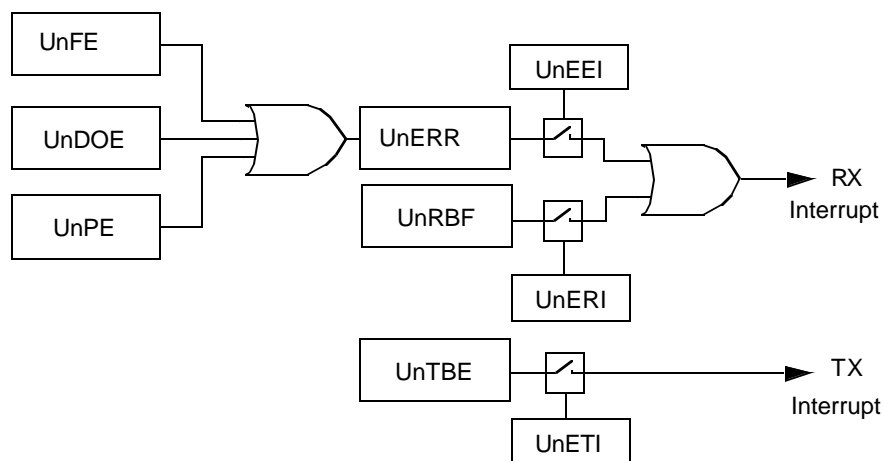 UnFE
UnEEI
UnDOE
UnERR
RX
Interrupt
UnPE
UnRBF
UnERI
UnTBE
TX
Interrupt
UnETI